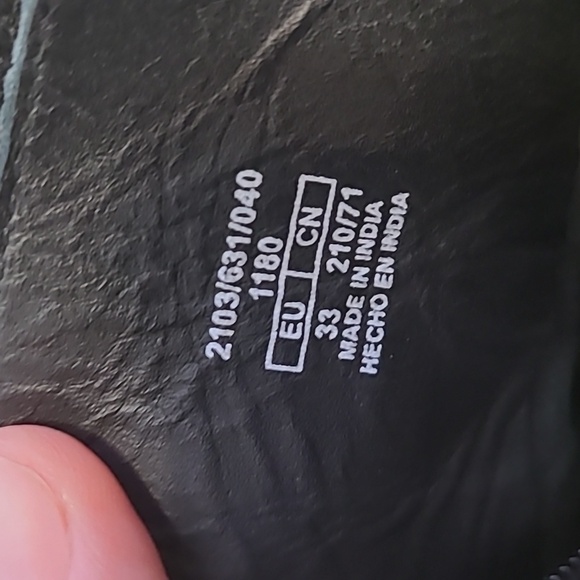 2103/631/040
1180
EU CN
33 210/71
MADE IN INDIA
HECHO EN INDIA